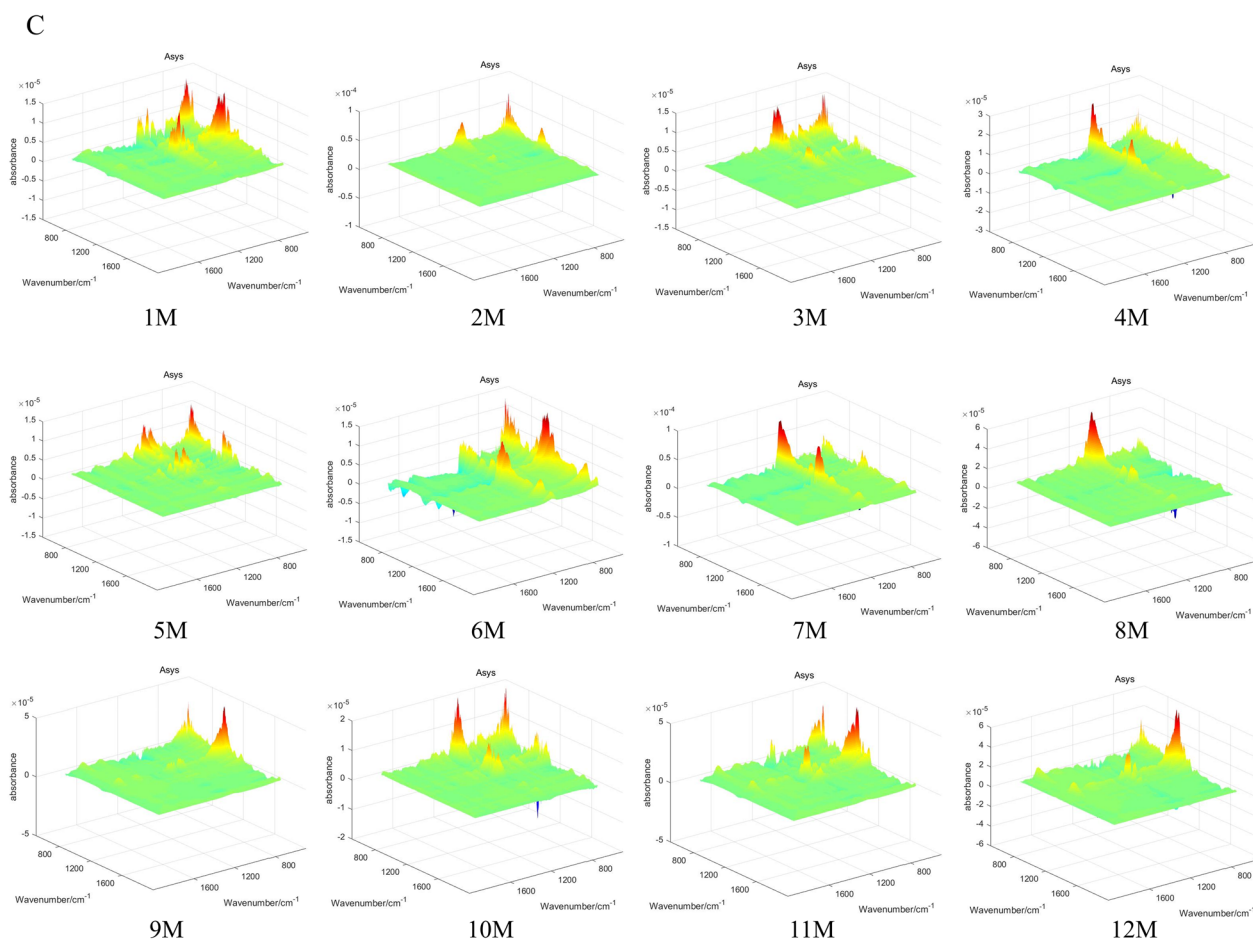 C
Asys
×10⁻⁵
1.5
1
0.5
0
-0.5
-1
-1.5
absorbance
800
1200
1600
Wavenumber/cm⁻¹
1600
1200
800
Wavenumber/cm⁻¹
1M
Asys
×10⁻⁴
1
0.5
0
-0.5
-1
absorbance
800
1200
1600
Wavenumber/cm⁻¹
1600
1200
800
Wavenumber/cm⁻¹
2M
Asys
×10⁻⁵
1.5
1
0.5
0
-0.5
-1
-1.5
absorbance
800
1200
1600
Wavenumber/cm⁻¹
1600
1200
800
Wavenumber/cm⁻¹
3M
Asys
×10⁻⁵
3
2
1
0
-1
-2
-3
absorbance
800
1200
1600
Wavenumber/cm⁻¹
1600
1200
800
Wavenumber/cm⁻¹
4M
Asys
×10⁻⁵
1.5
1
0.5
0
-0.5
-1
-1.5
absorbance
800
1200
1600
Wavenumber/cm⁻¹
1600
1200
800
Wavenumber/cm⁻¹
5M
Asys
×10⁻⁵
1.5
1
0.5
0
-0.5
-1
-1.5
absorbance
800
1200
1600
Wavenumber/cm⁻¹
1600
1200
800
Wavenumber/cm⁻¹
6M
Asys
×10⁻⁴
1
0.5
0
-0.5
-1
absorbance
800
1200
1600
Wavenumber/cm⁻¹
1600
1200
800
Wavenumber/cm⁻¹
7M
Asys
×10⁻⁵
6
4
2
0
-2
-4
-6
absorbance
800
1200
1600
Wavenumber/cm⁻¹
1600
1200
800
Wavenumber/cm⁻¹
8M
Asys
×10⁻⁵
5
0
-5
absorbance
800
1200
1600
Wavenumber/cm⁻¹
1600
1200
800
Wavenumber/cm⁻¹
9M
Asys
×10⁻⁵
2
1
0
-1
-2
absorbance
800
1200
1600
Wavenumber/cm⁻¹
1600
1200
800
Wavenumber/cm⁻¹
10M
Asys
×10⁻⁵
5
0
-5
absorbance
800
1200
1600
Wavenumber/cm⁻¹
1600
1200
800
Wavenumber/cm⁻¹
11M
Asys
×10⁻⁵
6
4
2
0
-2
-4
-6
absorbance
800
1200
1600
Wavenumber/cm⁻¹
1600
1200
800
Wavenumber/cm⁻¹
12M